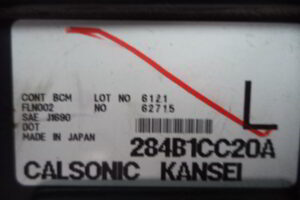 CONT BCM LOT NO 6121
FLN002 NO 62715
SAE J1690
DOT
MADE IN JAPAN
L
284B1CC20A
CALSONIC KANSEI